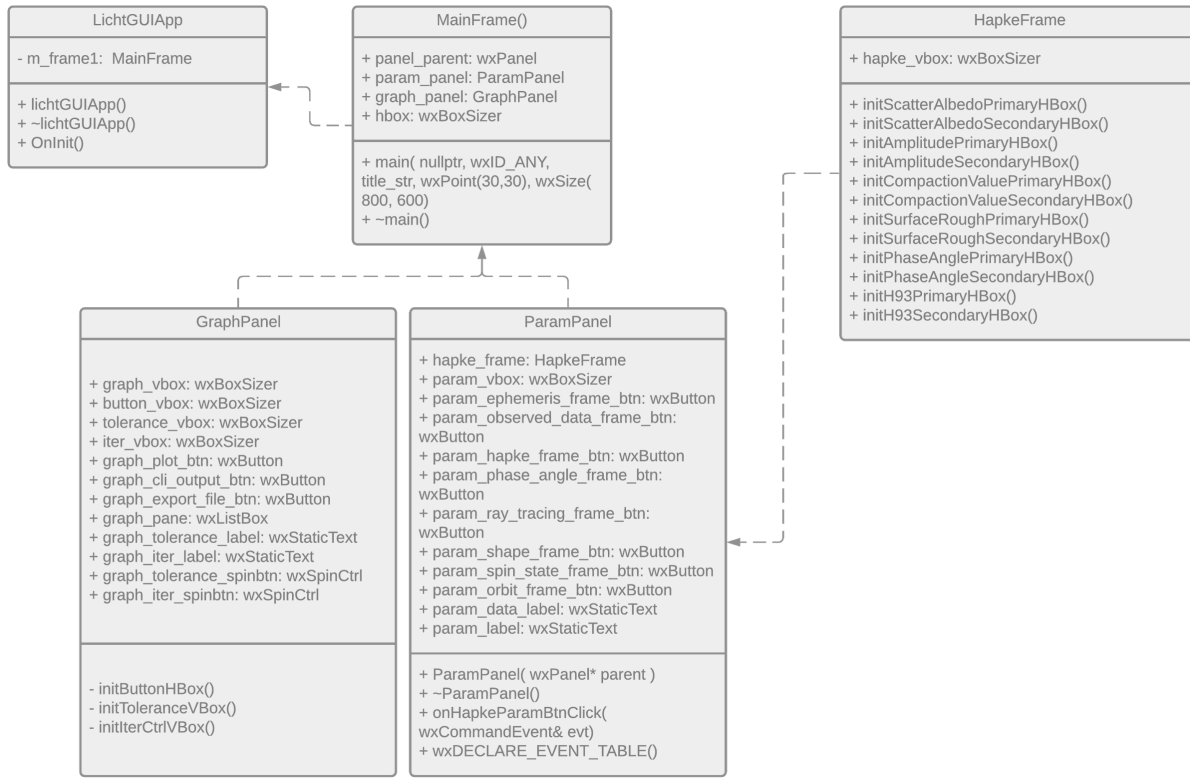 LichtGUIApp
- m_frame1:  MainFrame
+ lichtGUIApp()
+ ~lichtGUIApp()
+ OnInit()
MainFrame()
+ panel_parent: wxPanel
+ param_panel: ParamPanel
+ graph_panel: GraphPanel
+ hbox: wxBoxSizer
+ main( nullptr, wxID_ANY,
title_str, wxPoint(30,30), wxSize(
800, 600)
+ ~main()
HapkeFrame
+ hapke_vbox: wxBoxSizer
+ initScatterAlbedoPrimaryHBox()
+ initScatterAlbedoSecondaryHBox()
+ initAmplitudePrimaryHBox()
+ initAmplitudeSecondaryHBox()
+ initCompactionValuePrimaryHBox()
+ initCompactionValueSecondaryHBox()
+ initSurfaceRoughPrimaryHBox()
+ initSurfaceRoughSecondaryHBox()
+ initPhaseAnglePrimaryHBox()
+ initPhaseAngleSecondaryHBox()
+ initH93PrimaryHBox()
+ initH93SecondaryHBox()
GraphPanel
+ graph_vbox: wxBoxSizer
+ button_vbox: wxBoxSizer
+ tolerance_vbox: wxBoxSizer
+ iter_vbox: wxBoxSizer
+ graph_plot_btn: wxButton
+ graph_cli_output_btn: wxButton
+ graph_export_file_btn: wxButton
+ graph_pane: wxListBox
+ graph_tolerance_label: wxStaticText
+ graph_iter_label: wxStaticText
+ graph_tolerance_spinbtn: wxSpinCtrl
+ graph_iter_spinbtn: wxSpinCtrl
- initButtonHBox()
- initToleranceVBox()
- initIterCtrlVBox()
ParamPanel
+ hapke_frame: HapkeFrame
+ param_vbox: wxBoxSizer
+ param_ephemeris_frame_btn: wxButton
+ param_observed_data_frame_btn:
wxButton
+ param_hapke_frame_btn: wxButton
+ param_phase_angle_frame_btn:
wxButton
+ param_ray_tracing_frame_btn:
wxButton
+ param_shape_frame_btn: wxButton
+ param_spin_state_frame_btn: wxButton
+ param_orbit_frame_btn: wxButton
+ param_data_label: wxStaticText
+ param_label: wxStaticText
+ ParamPanel( wxPanel* parent )
+ ~ParamPanel()
+ onHapkeParamBtnClick(
wxCommandEvent& evt)
+ wxDECLARE_EVENT_TABLE()